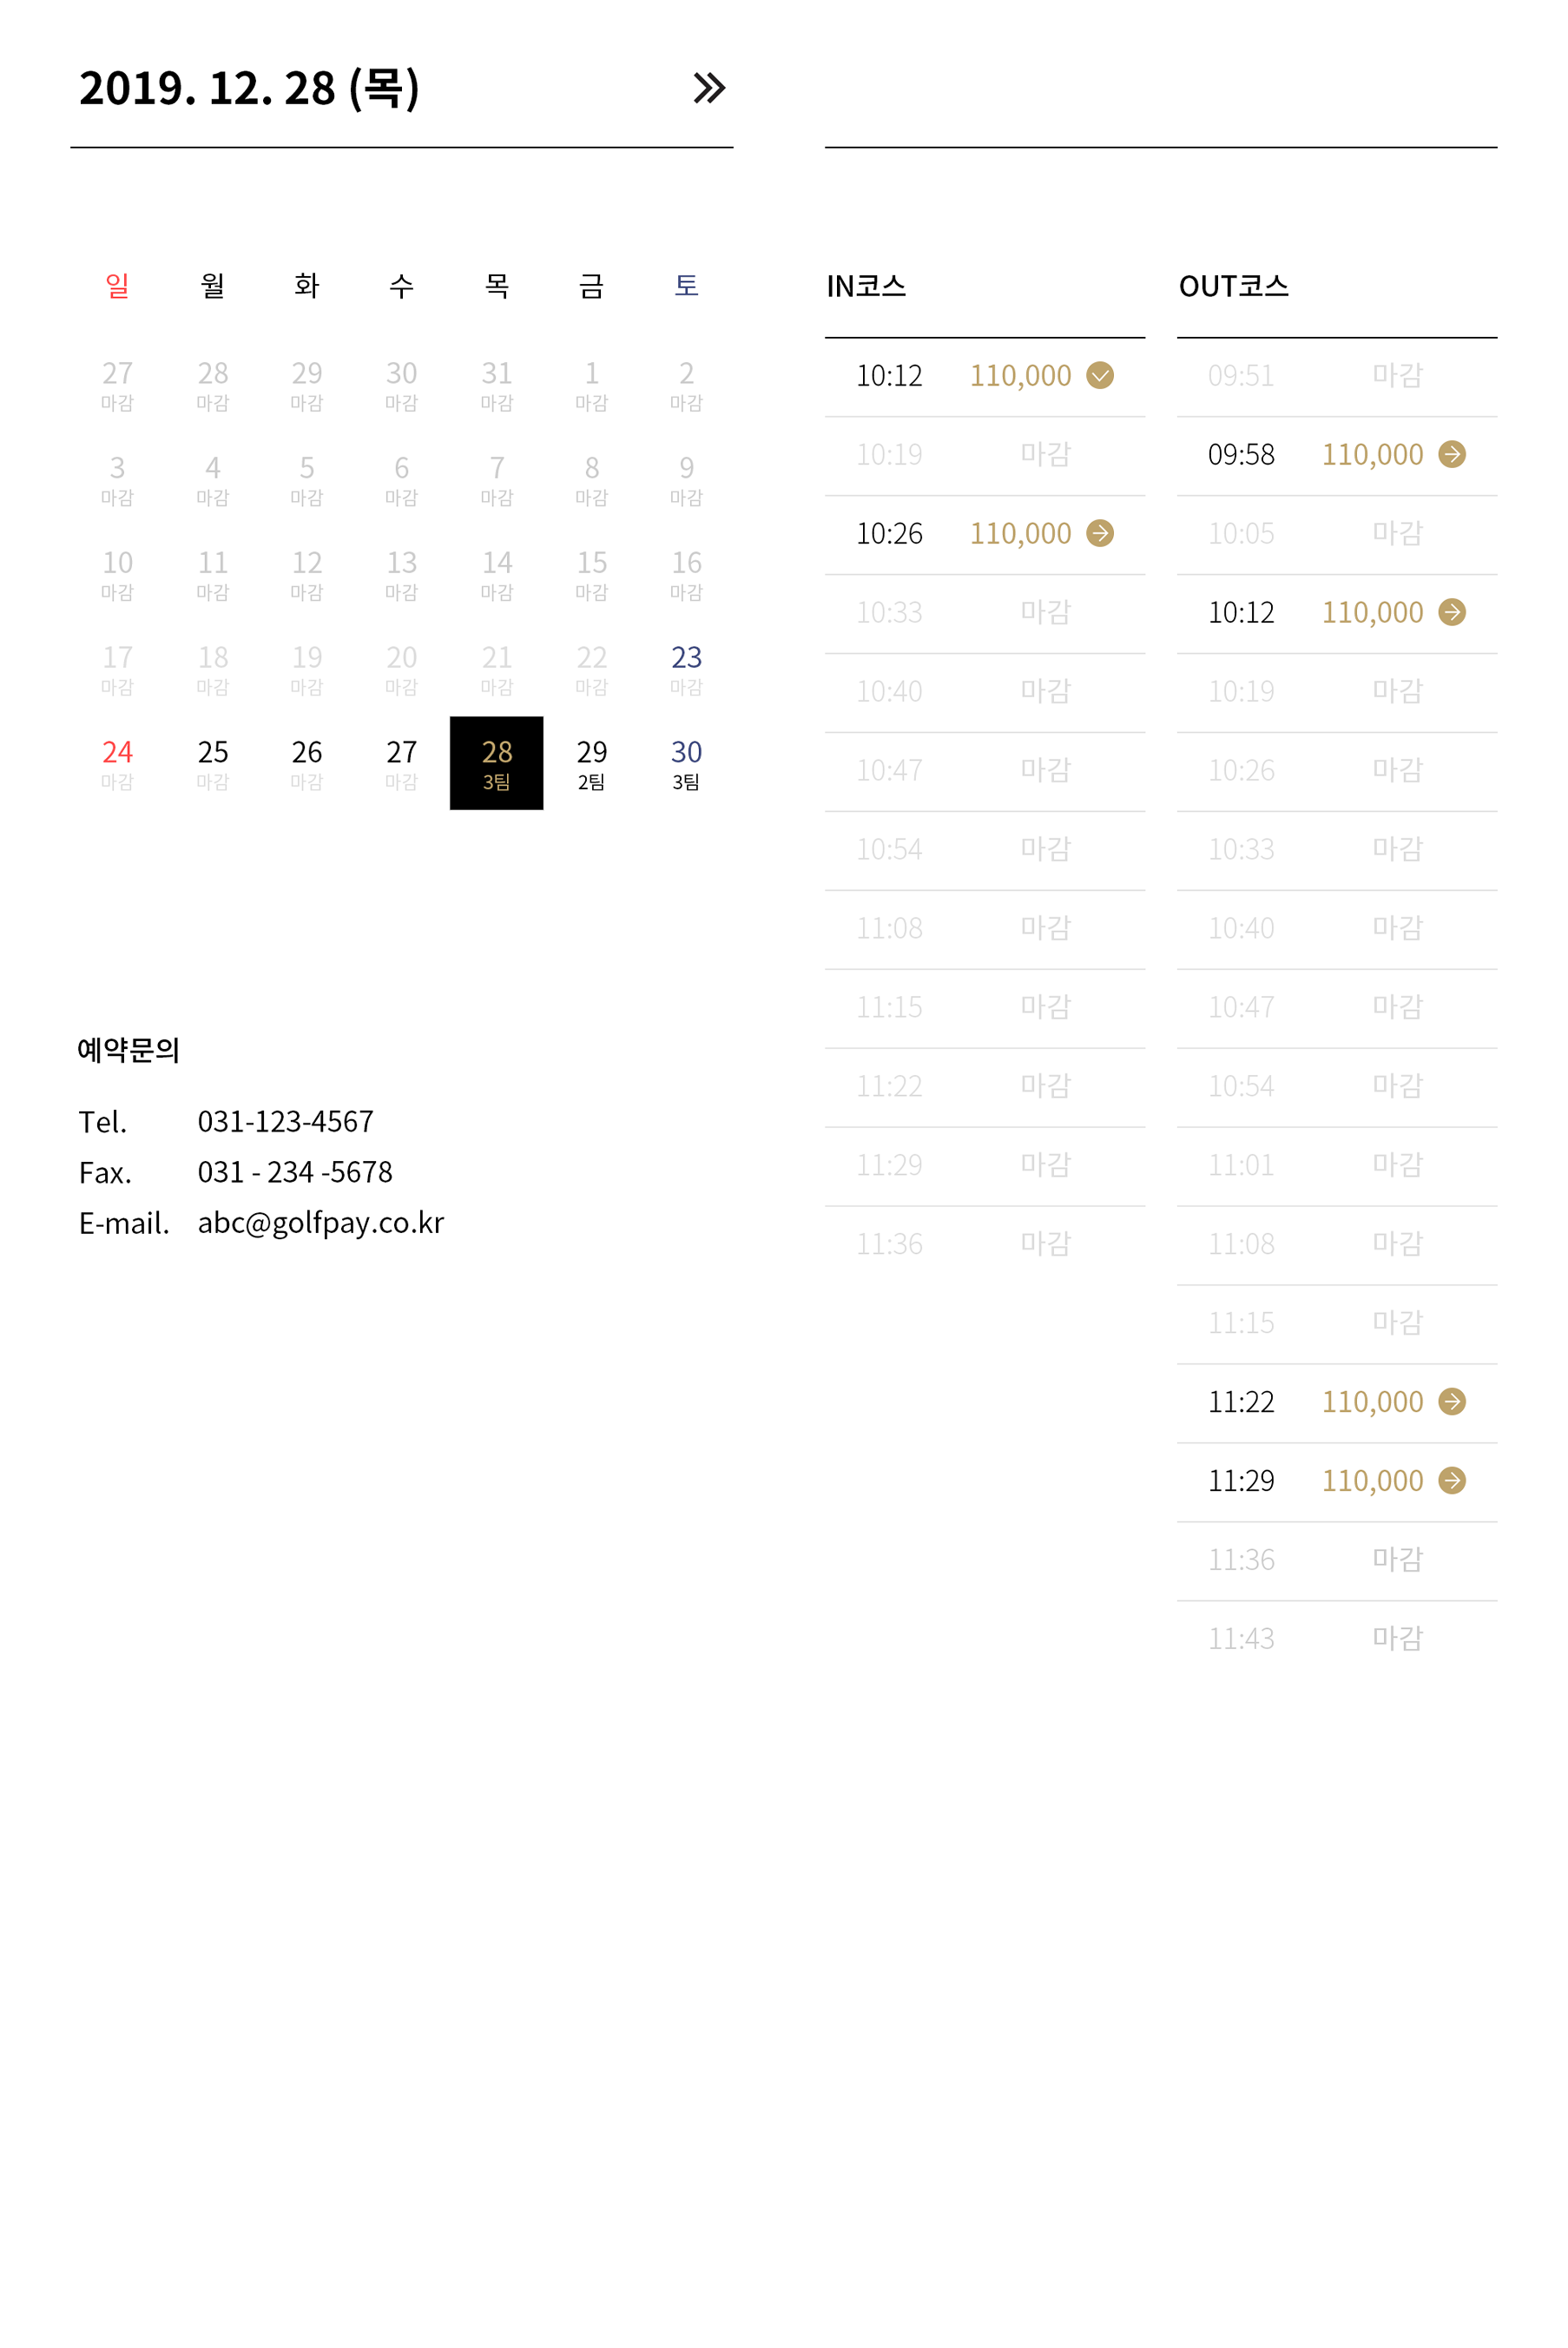 2019. 12. 28 (목)
일 월 화 수 목 금 토
27 28 29 30 31 1 2
마감 마감 마감 마감 마감 마감 마감
3 4 5 6 7 8 9
마감 마감 마감 마감 마감 마감 마감
10 11 12 13 14 15 16
마감 마감 마감 마감 마감 마감 마감
17 18 19 20 21 22 23
마감 마감 마감 마감 마감 마감 마감
24 25 26 27 28 29 30
마감 마감 마감 마감 3팀 2팀 3팀
예약문의
Tel. 031-123-4567
Fax. 031 - 234 -5678
E-mail. abc@golfpay.co.kr
IN코스
10:12 110,000
10:19 마감
10:26 110,000
10:33 마감
10:40 마감
10:47 마감
10:54 마감
11:08 마감
11:15 마감
11:22 마감
11:29 마감
11:36 마감
OUT코스
09:51 마감
09:58 110,000
10:05 마감
10:12 110,000
10:19 마감
10:26 마감
10:33 마감
10:40 마감
10:47 마감
10:54 마감
11:01 마감
11:08 마감
11:15 마감
11:22 110,000
11:29 110,000
11:36 마감
11:43 마감